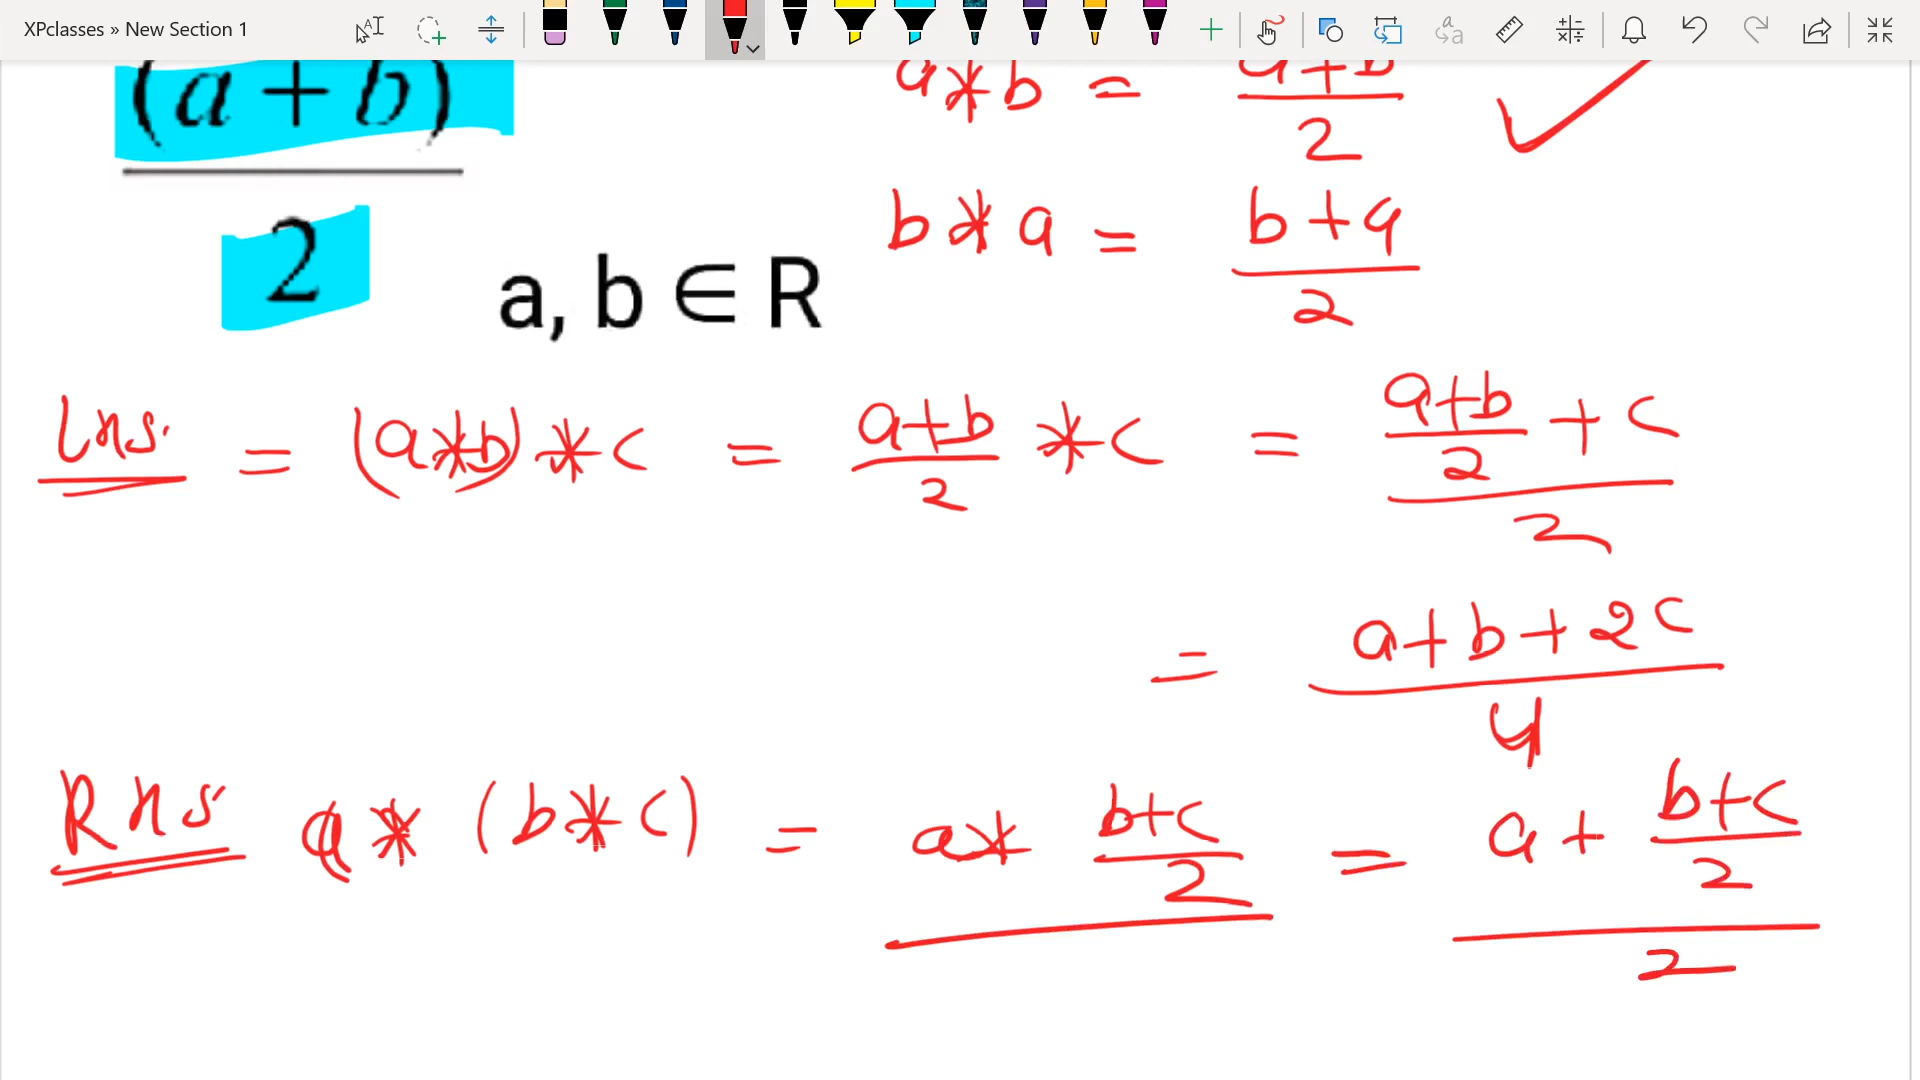 XPclasses » New Section 1
(a + b)
2
a, b ∈ R
a * b = a+b / 2
b * a = b+a / 2
Lhs. = (a*b) * c = a+b / 2 * c = a+b / 2 + c / 2
= a+b+2c / 4
Rhs a * (b * c) = a* b+c / 2 = a + b+c / 2 / 2